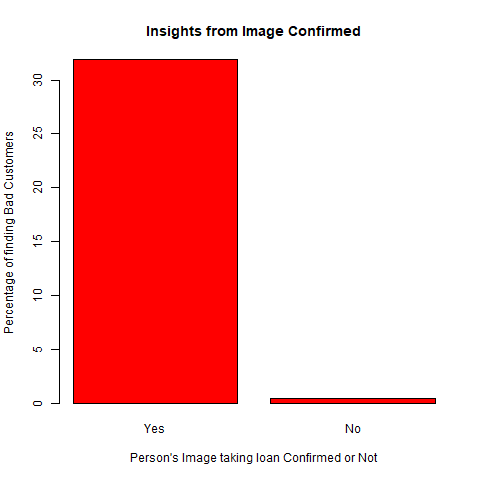 Insights from Image Confirmed
Percentage of finding Bad Customers
30
25
20
15
10
5
0
Yes No
Person's Image taking loan Confirmed or Not